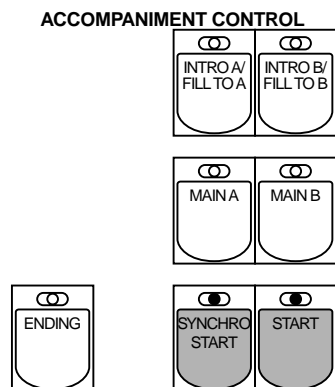 ACCOMPANIMENT CONTROL
INTRO A/ INTRO B/
FILL TO A FILL TO B
MAIN A MAIN B
ENDING SYNCHRO START
START